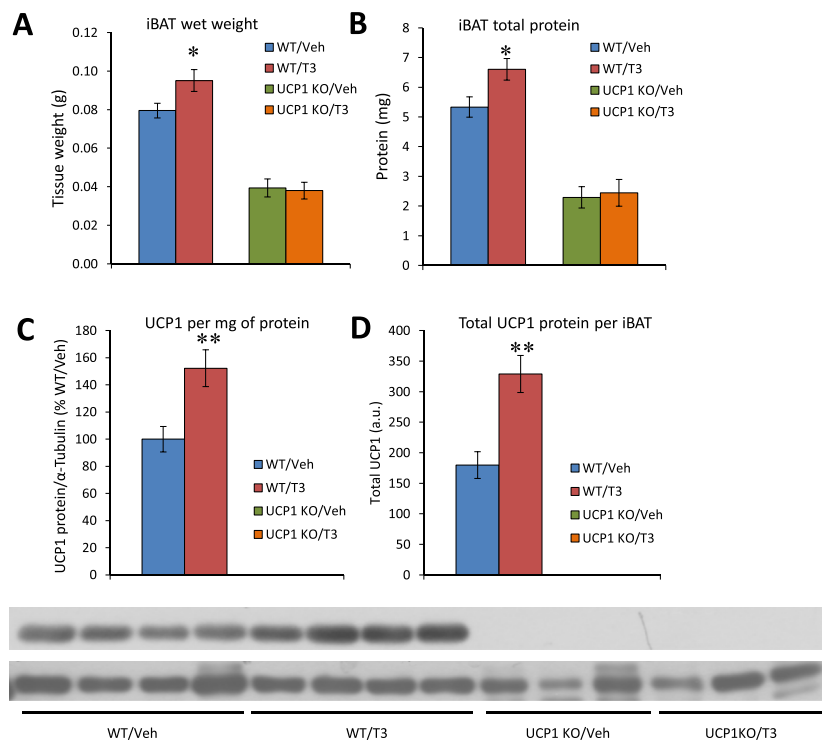 A
iBAT wet weight
Tissue weight (g)
0.12
0.10
0.08
0.06
0.04
0.02
0.00
*
WT/Veh
WT/T3
UCP1 KO/Veh
UCP1 KO/T3
B
iBAT total protein
Protein (mg)
8
7
6
5
4
3
2
1
0
*
WT/Veh
WT/T3
UCP1 KO/Veh
UCP1 KO/T3
C
UCP1 per mg of protein
UCP1 protein/α-Tubulin (% WT/Veh)
180
160
140
120
100
80
60
40
20
0
**
WT/Veh
WT/T3
UCP1 KO/Veh
UCP1 KO/T3
D
Total UCP1 protein per iBAT
Total UCP1 (a.u.)
400
350
300
250
200
150
100
50
0
**
WT/Veh
WT/T3
UCP1 KO/Veh
UCP1 KO/T3
WT/Veh
WT/T3
UCP1 KO/Veh
UCP1KO/T3